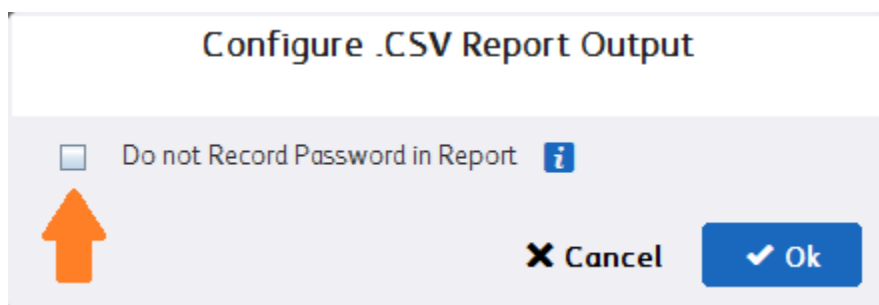 Configure .CSV Report Output
Do not Record Password in Report i
Cancel Ok